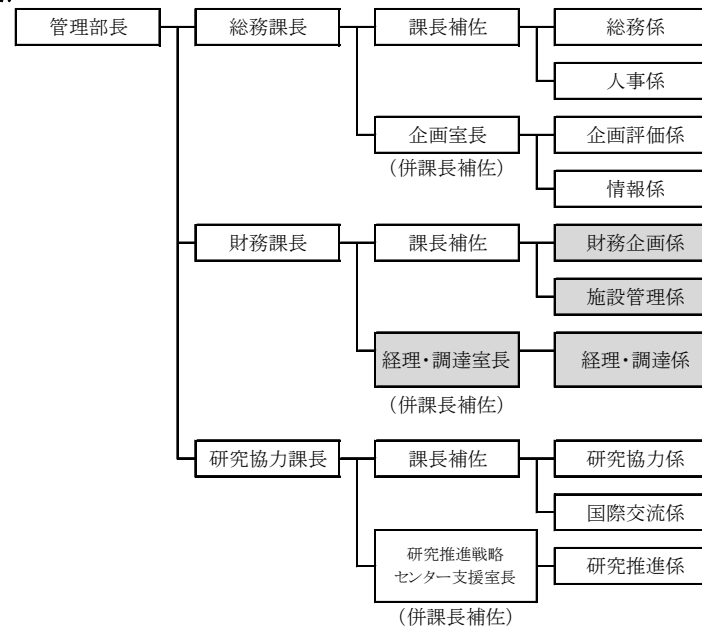 管理部長
総務課長
課長補佐
総務係
人事係
企画室長
(併課長補佐)
企画評価係
情報係
財務課長
課長補佐
財務企画係
施設管理係
経理・調達室長
(併課長補佐)
経理・調達係
研究協力課長
課長補佐
研究協力係
国際交流係
研究推進戦略
センター支援室長
(併課長補佐)
研究推進係